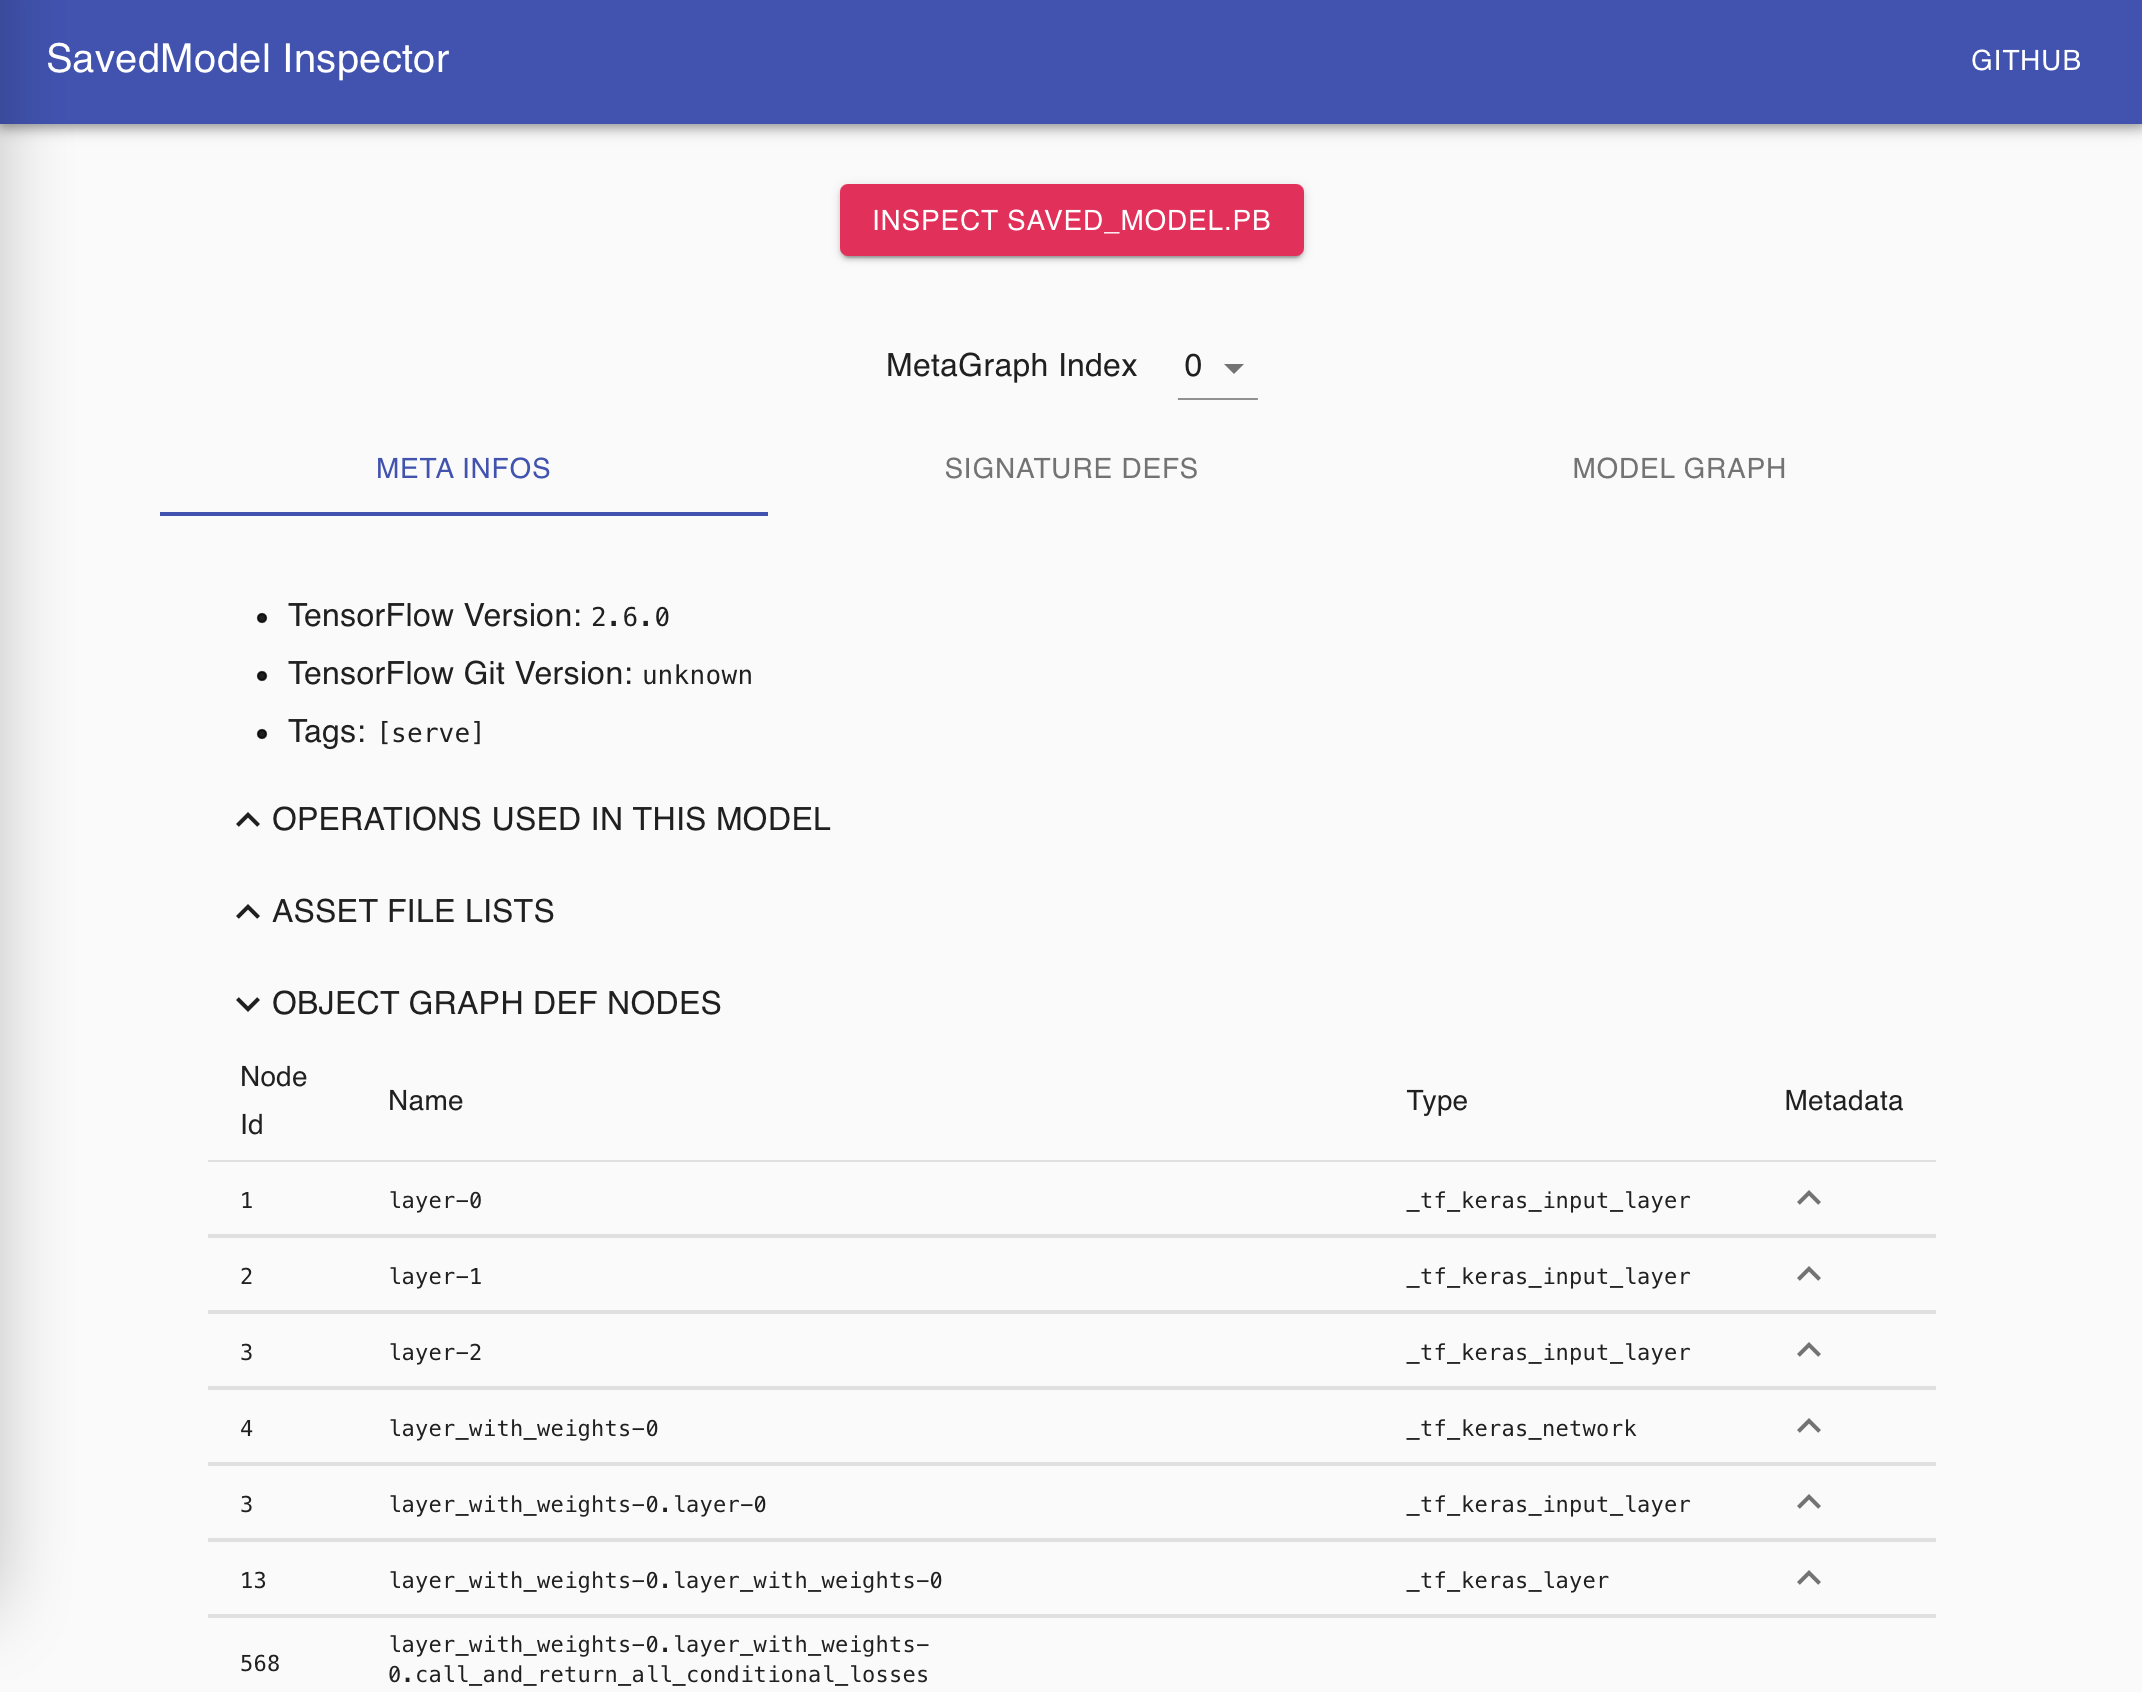 SavedModel Inspector
GITHUB
INSPECT SAVED_MODEL.PB
MetaGraph Index 0
META INFOS
SIGNATURE DEFS
MODEL GRAPH
TensorFlow Version: 2.6.0
TensorFlow Git Version: unknown
Tags: [serve]
OPERATIONS USED IN THIS MODEL
ASSET FILE LISTS
OBJECT GRAPH DEF NODES
Node Id Name Type Metadata
1 layer-0 _tf_keras_input_layer
2 layer-1 _tf_keras_input_layer
3 layer-2 _tf_keras_input_layer
4 layer_with_weights-0 _tf_keras_network
3 layer_with_weights-0.layer-0 _tf_keras_input_layer
13 layer_with_weights-0.layer_with_weights-0 _tf_keras_layer
568 layer_with_weights-0.layer_with_weights-
0.call_and_return_all_conditional_losses